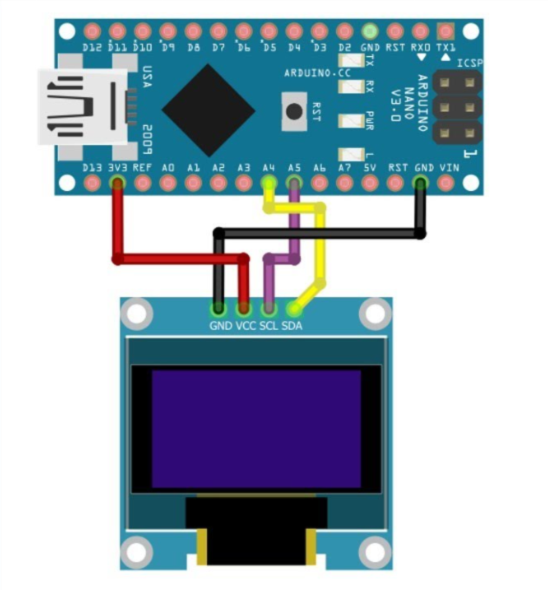 D12 D11 D10 D9 D8 D7 D6 D5 D4 D3 D2 GND RST RX0 TX1
TX
RX
PWR
L
ICSP
1
ARDUINO.CC
ARDUINO
NANO
V3.0
RST
USA
2009
D13 3V3 REF A0 A1 A2 A3 A4 A5 A6 A7 5V RST GND VIN
GND VCC SCL SDA